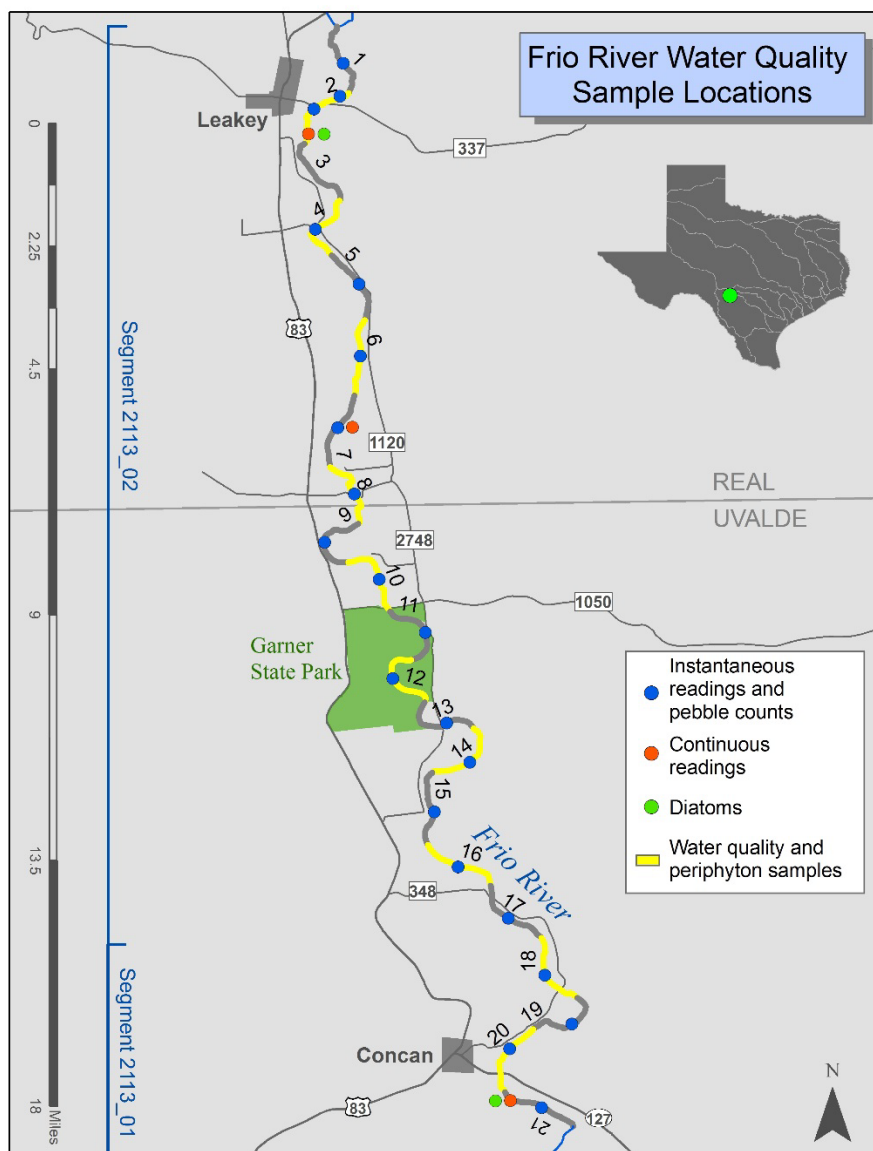 Frio River Water Quality
Sample Locations
1
2
Leakey
0
337
3
4
2.25
5
83
6
Segment 2113_02
4.5
1120
7
8
REAL
9
UVALDE
2748
10
11
1050
9
Garner
State Park
12
13
14
15
Instantaneous
readings and
pebble counts
Continuous
readings
Diatoms
Water quality and
periphyton samples
Frio River
13.5
16
348
17
18
Segment 2113_01
19
20
Concan
N
83
127
21
18
Miles